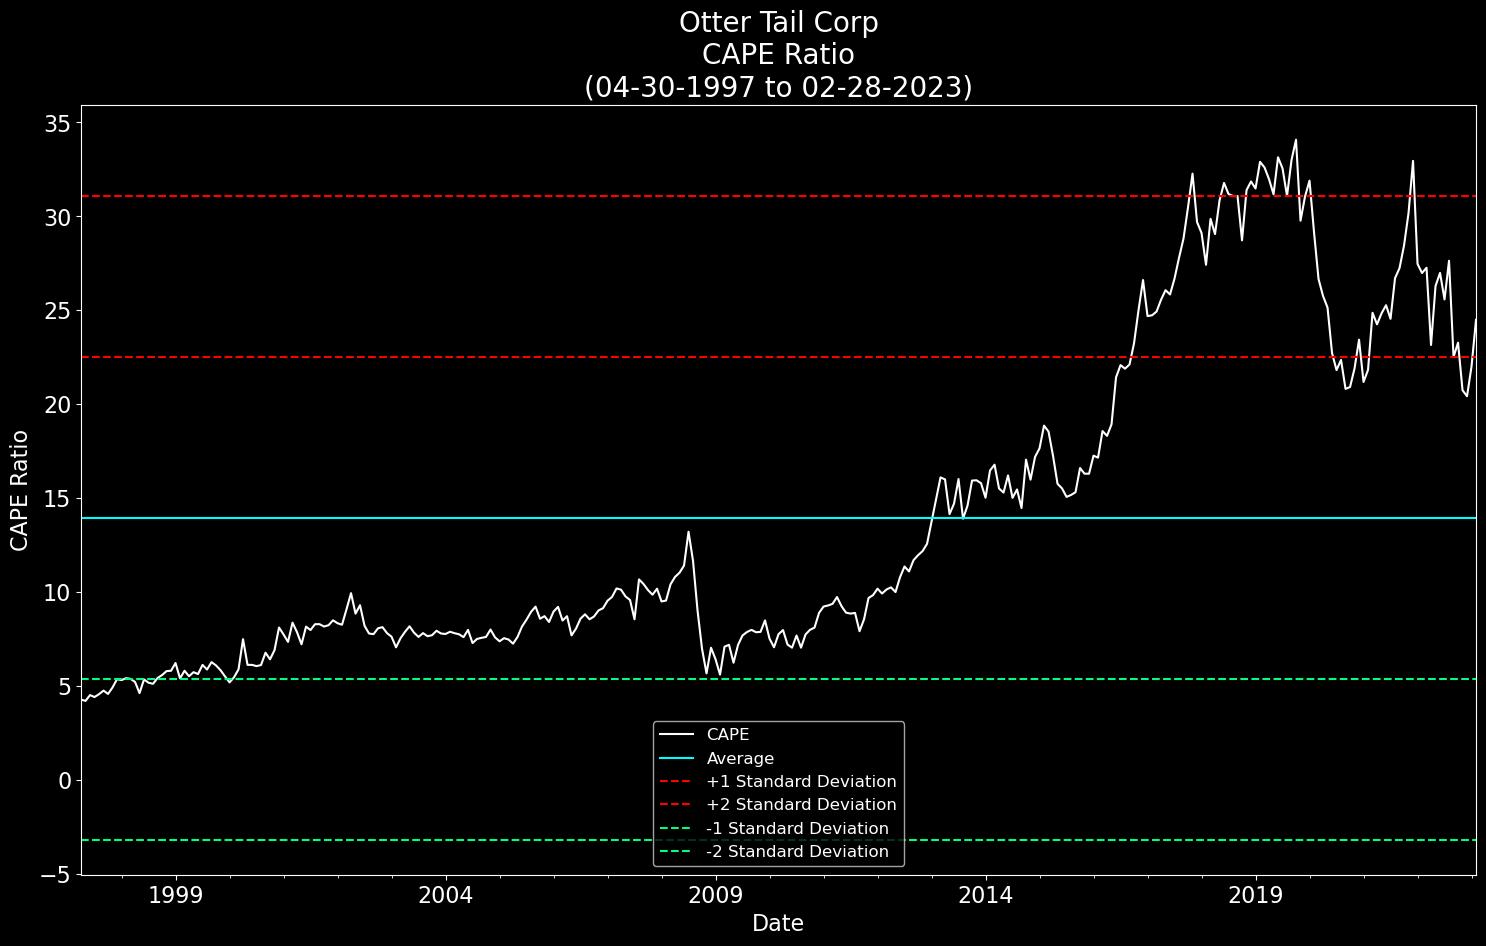 Otter Tail Corp
CAPE Ratio
(04-30-1997 to 02-28-2023)
35
30
25
20
15
10
5
0
−5
CAPE Ratio
CAPE
Average
+1 Standard Deviation
+2 Standard Deviation
-1 Standard Deviation
-2 Standard Deviation
1999 2004 2009 2014 2019
Date